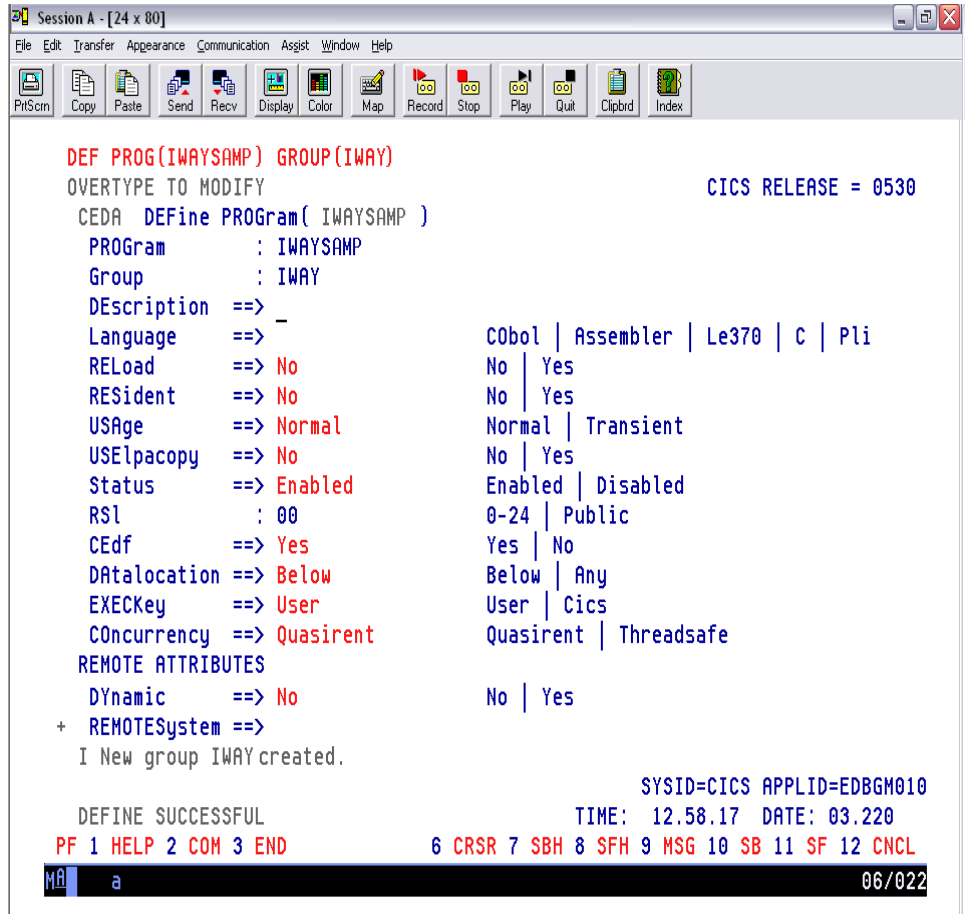 Session A - [24 x 80]
File Edit Transfer Appearance Communication Assist Window Help
PrtScrn Copy Paste Send Recv Display Color Map Record Stop Play Quit Clipbrd Index
DEF PROG(IWAYSAMP) GROUP(IWAY)
OVERTYPE TO MODIFY CICS RELEASE = 0530
CEDA DEFine PROGram( IWAYSAMP )
PROGram : IWAYSAMP
Group : IWAY
DEscription ==> _
Language ==> CObol | Assembler | Le370 | C | Pli
RELoad ==> No No | Yes
RESident ==> No No | Yes
USAge ==> Normal Normal | Transient
USElpacopy ==> No No | Yes
Status ==> Enabled Enabled | Disabled
RSl : 00 0-24 | Public
CEdf ==> Yes Yes | No
DAtalocation ==> Below Below | Any
EXECKey ==> User User | Cics
COncurrency ==> Quasirent Quasirent | Threadsafe
REMOTE ATTRIBUTES
DYnamic ==> No No | Yes
+ REMOTESystem ==>
I New group IWAY created.
SYSID=CICS APPLID=EDBGM010
DEFINE SUCCESSFUL TIME: 12.58.17 DATE: 03.220
PF 1 HELP 2 COM 3 END 6 CRSR 7 SBH 8 SFH 9 MSG 10 SB 11 SF 12 CNCL
MA a 06/022